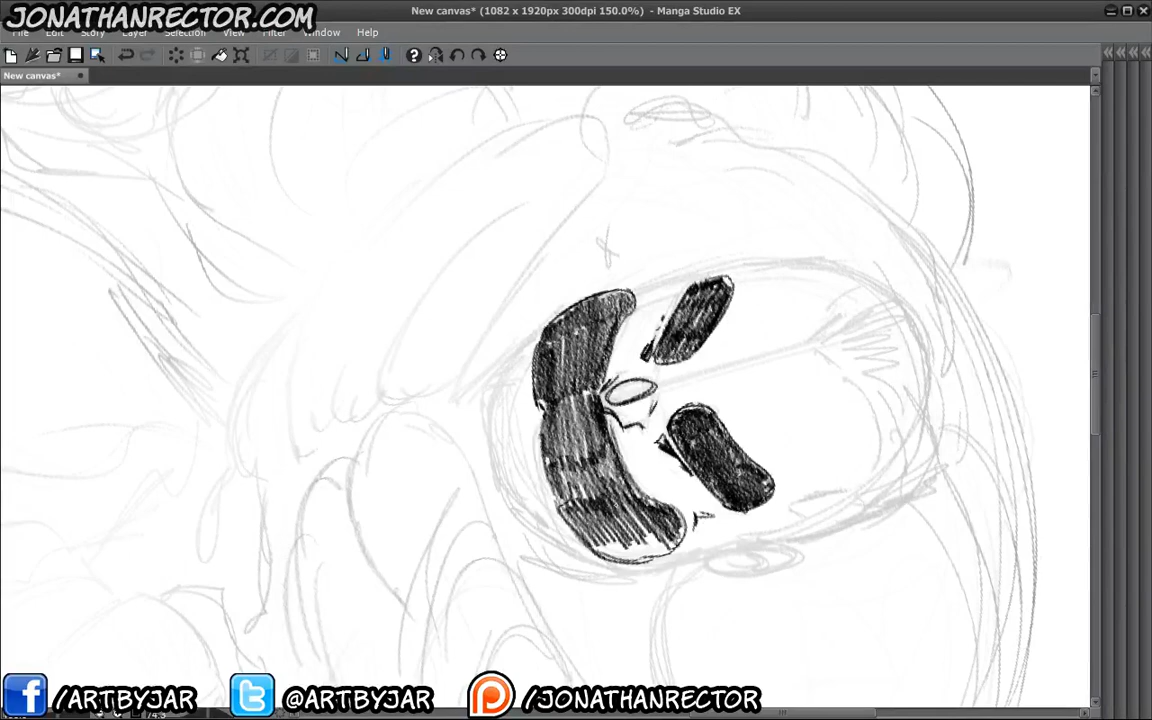 JONATHANRECTOR.COM
New canvas* (1082 x 1920px 300dpi 150.0%) - Manga Studio EX
File Edit Story Layer Selection View Filter Window Help
New canvas*
/ARTBYJAR @ARTBYJAR /JONATHANRECTOR